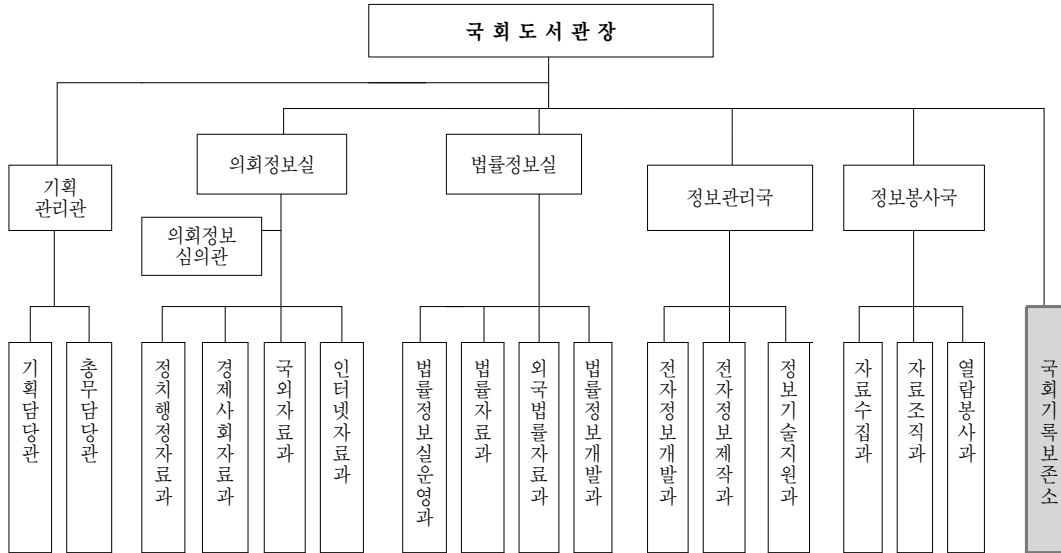 국회도서관장
의회정보실
법률정보실
기획
관리관
정보관리국
정보봉사국
의회정보
심의관
기획담당관
총무담당관
정치행정자료과
경제사회자료과
국외자료과
인터넷자료과
법률정보실운영과
법률자료과
외국법률자료과
법률정보개발과
전자정보개발과
전자정보제작과
정보기술지원과
자료수집과
자료조직과
열람봉사과
국회기록보존소